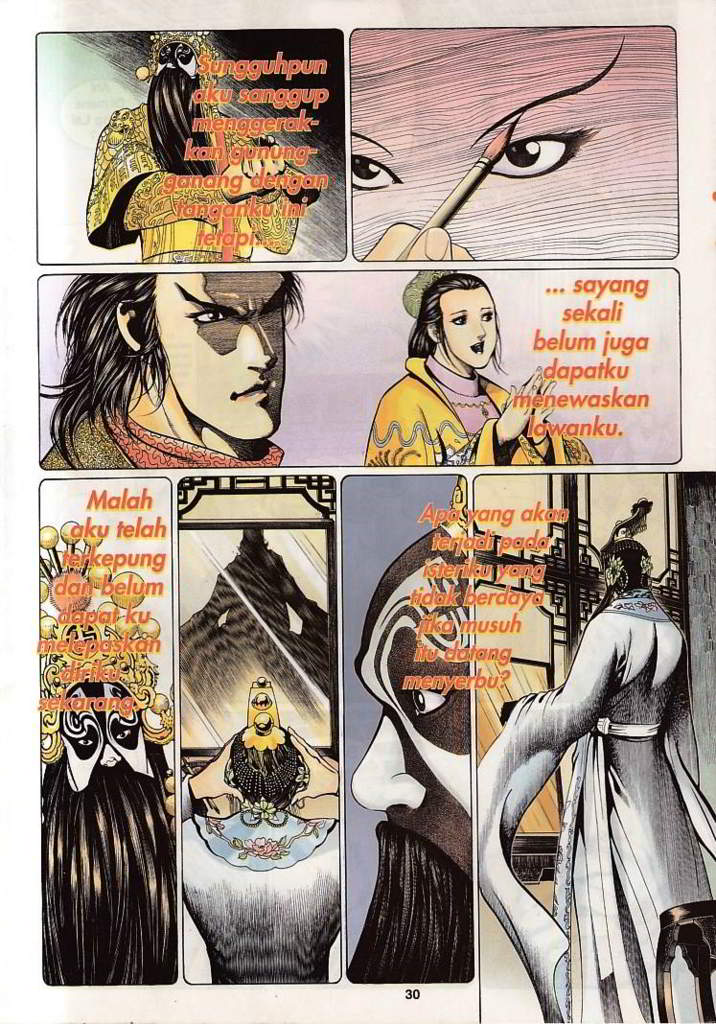 Sungguhpun
aku sanggup
menggerak-
kan gunung-
ganang dengan
tanganku ini
tetapi...
... sayang
sekali
belum juga
dapatku
menewaskan
lawanku.
Malah
aku telah
terkepung
dan belum
dapat ku
melepaskan
diriku
sekarang.
Apa yang akan
terjadi pada
isteriku yang
tidak berdaya
jika musuh
itu datang
menyerbu?
30